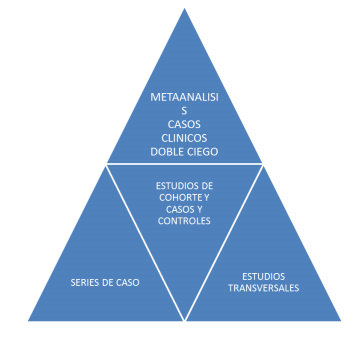 METAANALISI
S
CASOS
CLINICOS
DOBLE CIEGO
ESTUDIOS DE
COHORTE Y
CASOS Y
CONTROLES
SERIES DE CASO
ESTUDIOS
TRANSVERSALES